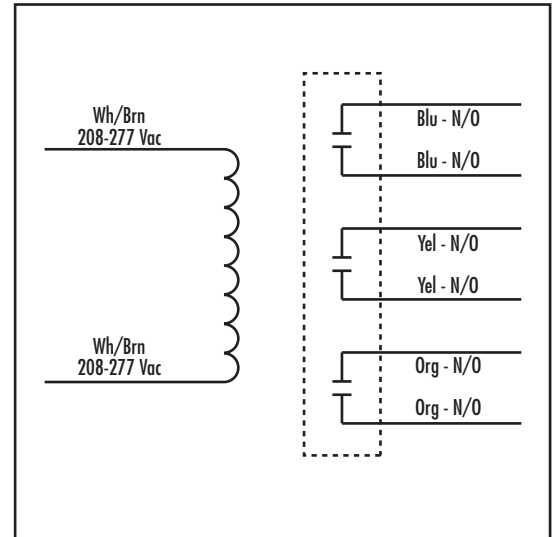 Wh/Brn
208-277 Vac
Wh/Brn
208-277 Vac
Blu - N/O
Blu - N/O
Yel - N/O
Yel - N/O
Org - N/O
Org - N/O